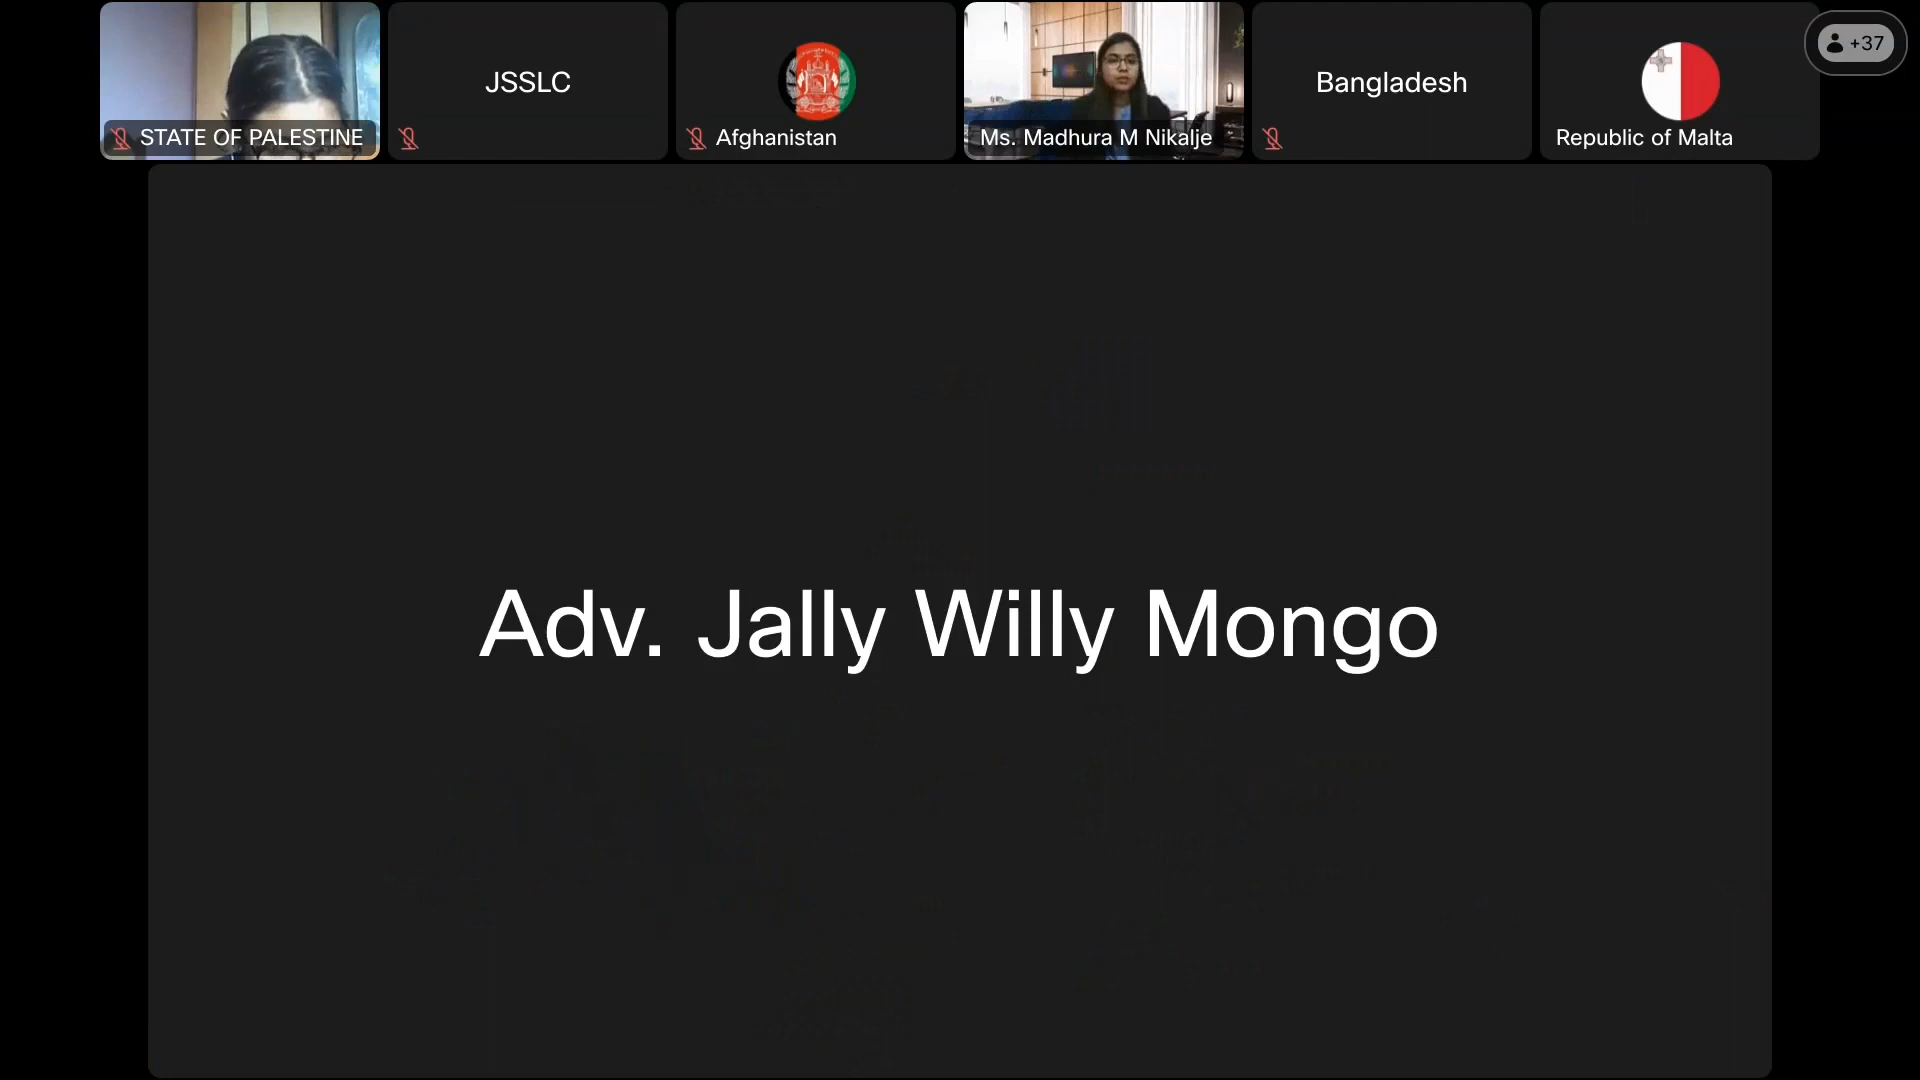 STATE OF PALESTINE
JSSLC
Afghanistan
Ms. Madhura M Nikalje
Bangladesh
Republic of Malta
+37
Adv. Jally Willy Mongo